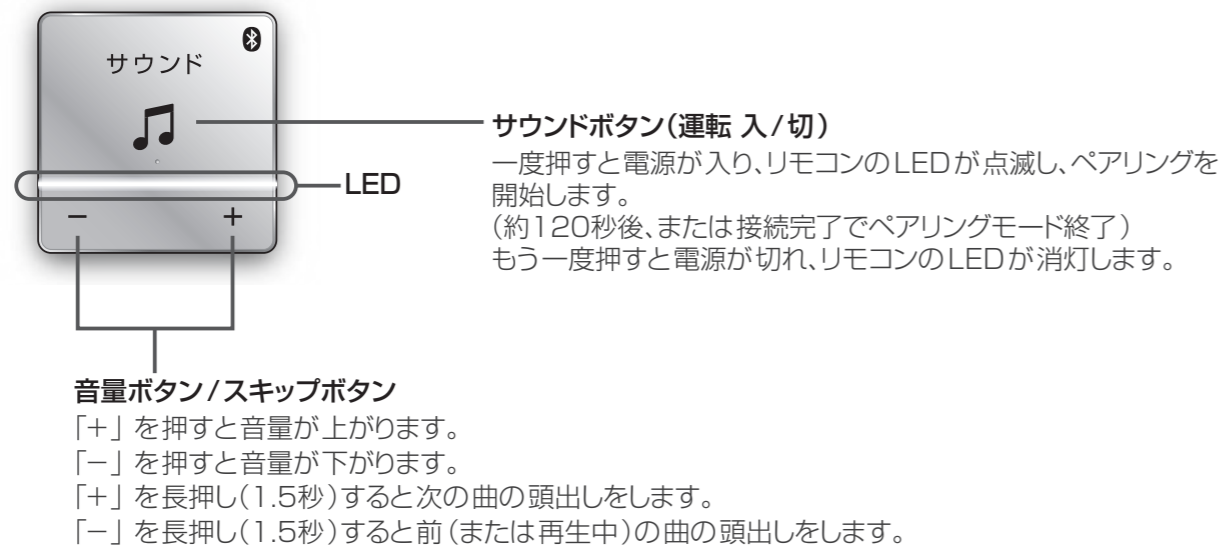 サウンド
サウンドボタン(運転 入/切)
一度押すと電源が入り、リモコンのLEDが点滅し、ペアリングを
開始します。
(約120秒後、または接続完了でペアリングモード終了)
もう一度押すと電源が切れ、リモコンのLEDが消灯します。
LED
− +
音量ボタン/スキップボタン
「+」を押すと音量が上がります。
「−」を押すと音量が下がります。
「+」を長押し(1.5秒)すると次の曲の頭出しをします。
「−」を長押し(1.5秒)すると前(または再生中)の曲の頭出しをします。